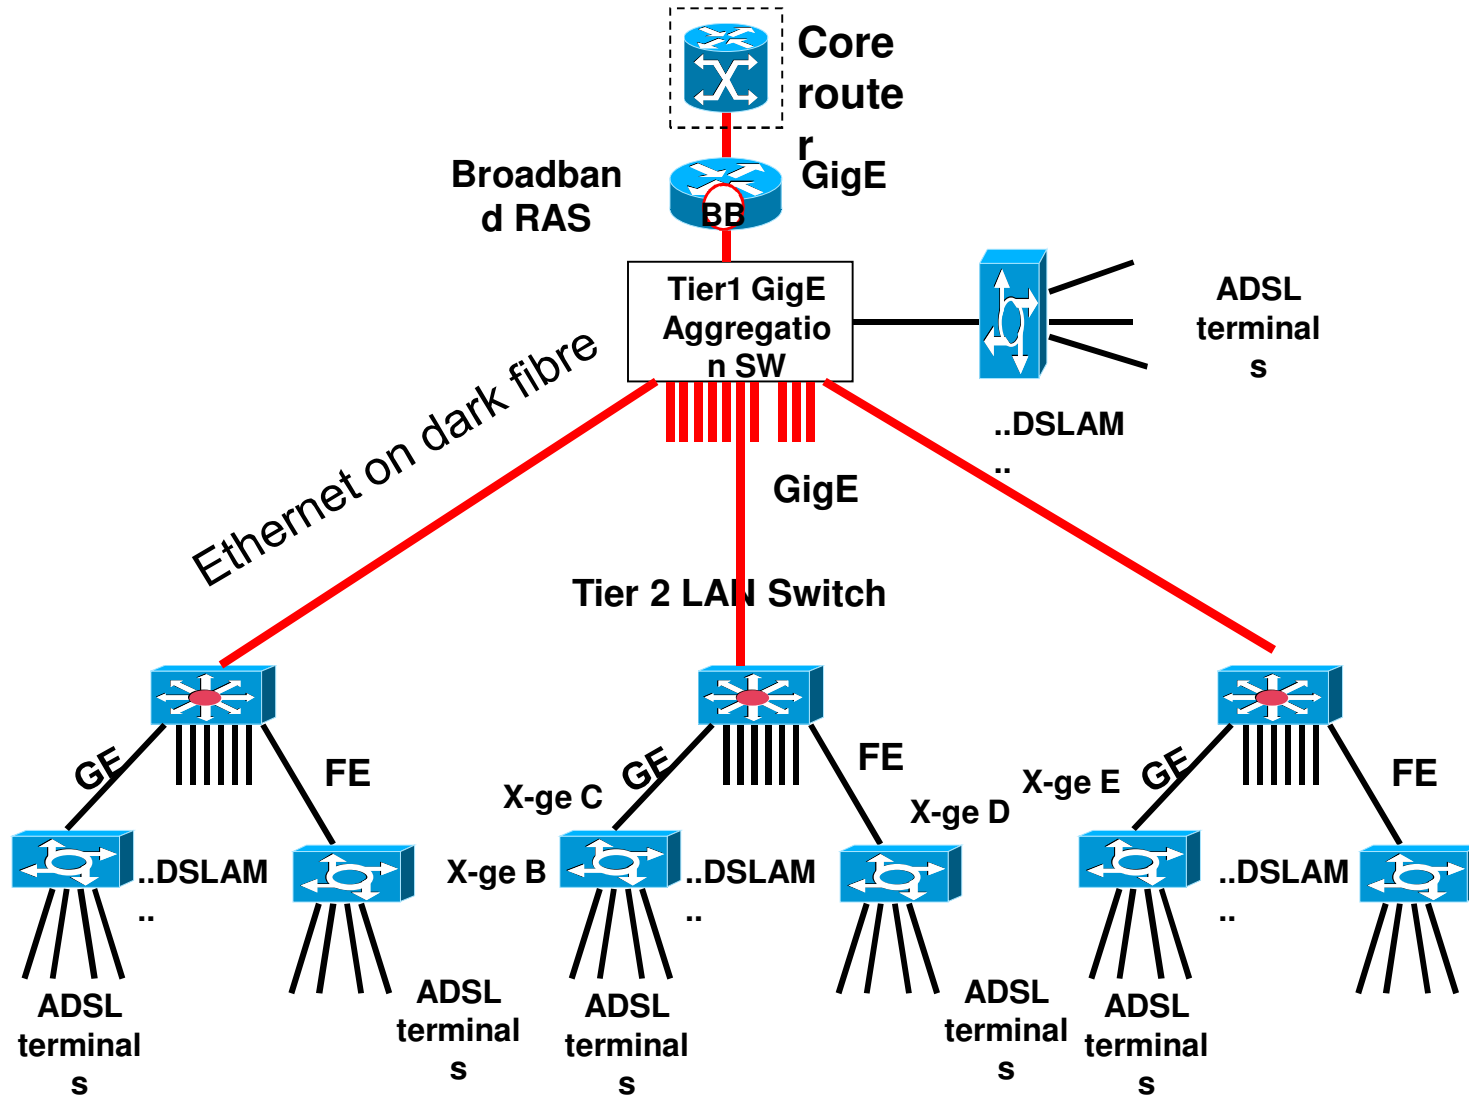 Core
route
r
GigE
Broadban
d RAS
BB
Tier1 GigE
Aggregatio
n SW
ADSL
terminal
s
..DSLAM
..
Ethernet on dark fibre
GigE
Tier 2 LAN Switch
GE
FE
X-ge C
GE
FE
X-ge D
X-ge E
GE
FE
..DSLAM
..
X-ge B
..DSLAM
..
..DSLAM
..
ADSL
terminal
s
ADSL
terminal
s
ADSL
terminal
s
ADSL
terminal
s
ADSL
terminal
s